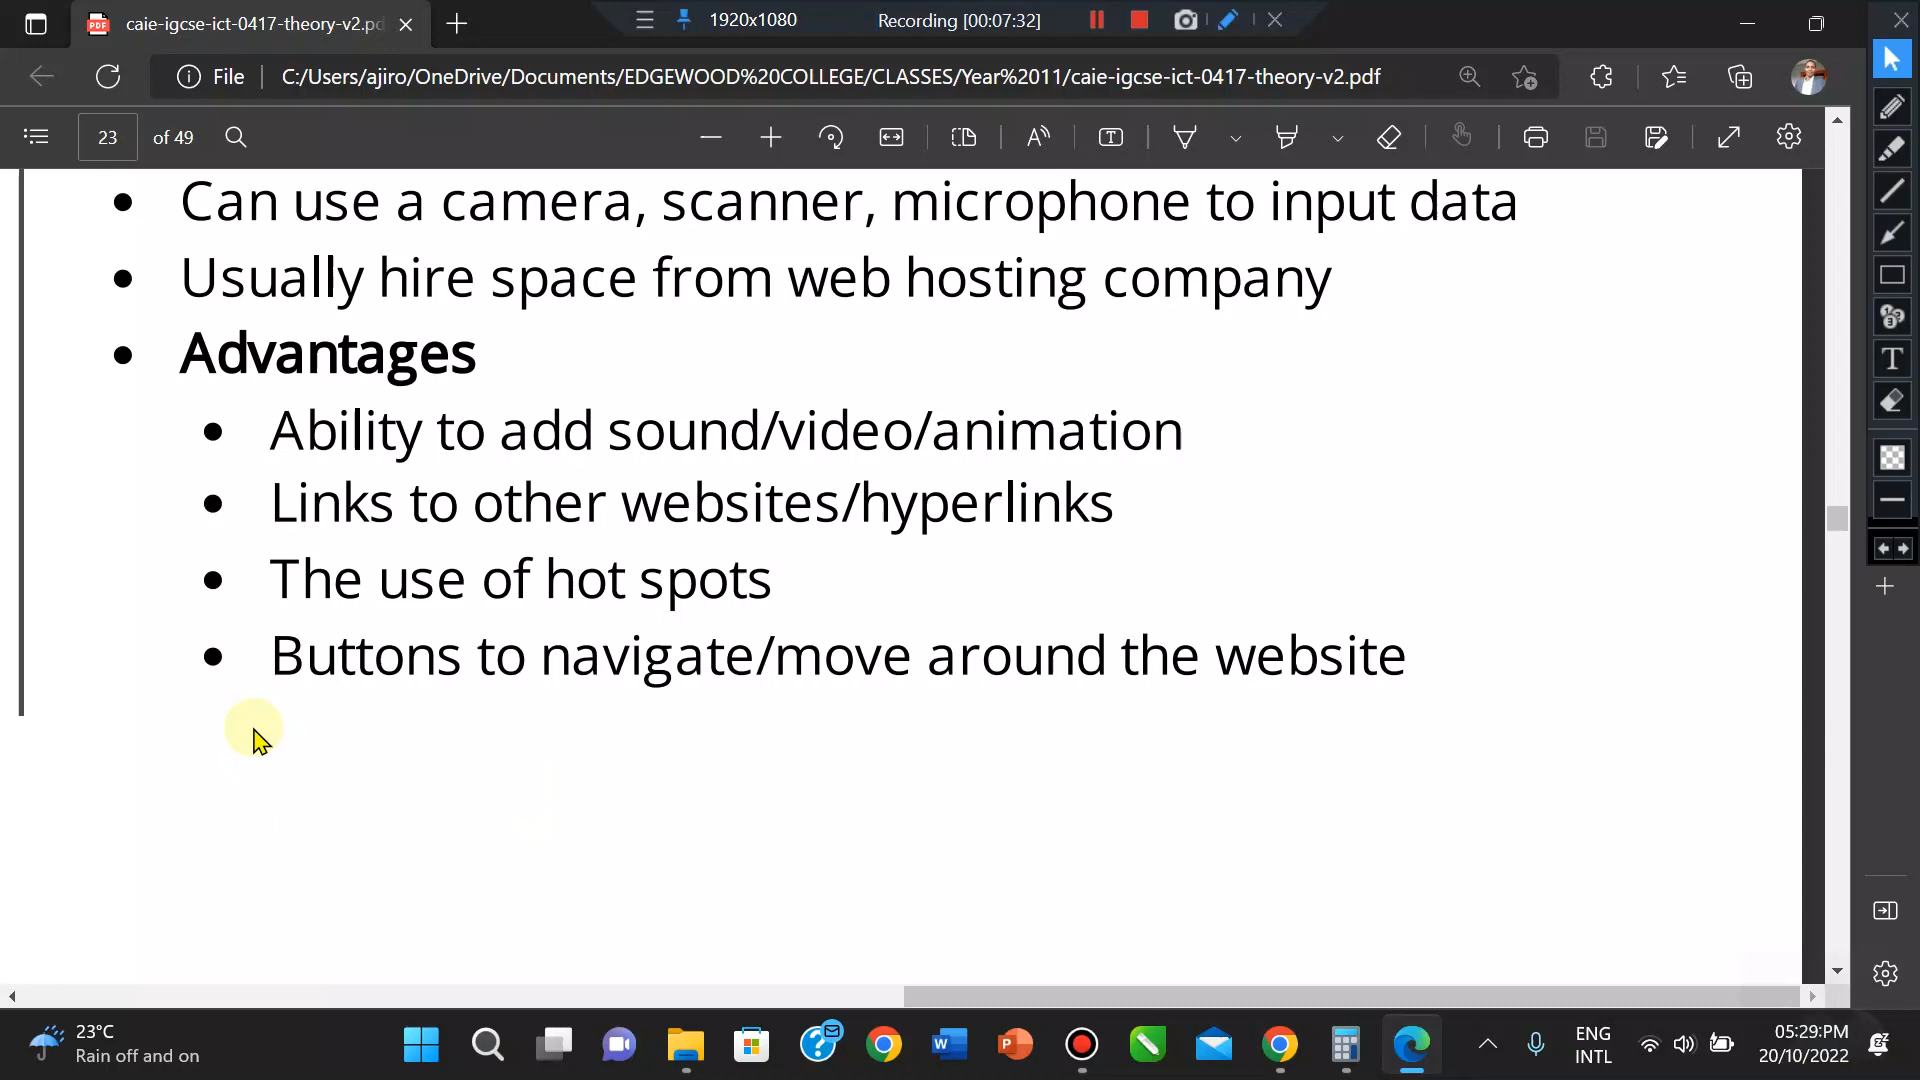 caie-igcse-ict-0417-theory-v2.pd
1920x1080
Recording [00:07:32]
File
C:/Users/ajiro/OneDrive/Documents/EDGEWOOD%20COLLEGE/CLASSES/Year%2011/caie-igcse-ict-0417-theory-v2.pdf
23 of 49
• Can use a camera, scanner, microphone to input data
• Usually hire space from web hosting company
• Advantages
• Ability to add sound/video/animation
• Links to other websites/hyperlinks
• The use of hot spots
• Buttons to navigate/move around the website
23°C
Rain off and on
ENG
INTL
05:29:PM
20/10/2022